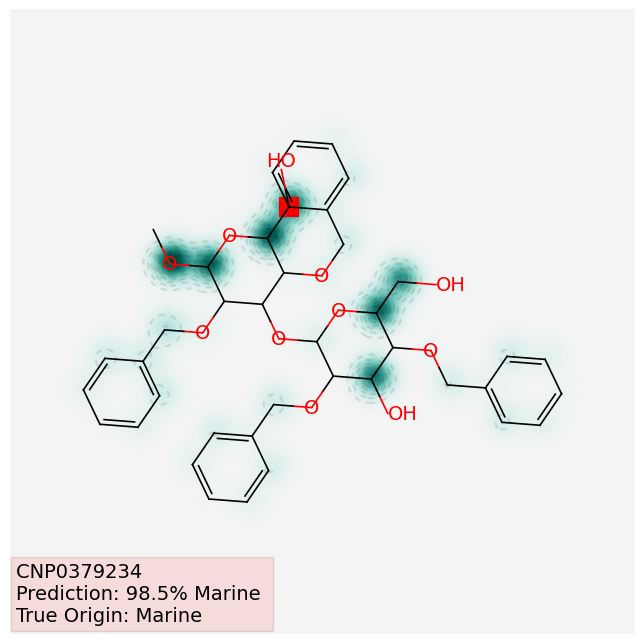 HO
O
O
O
OH
O
O
O
O
OH
O
CNP0379234
Prediction: 98.5% Marine
True Origin: Marine